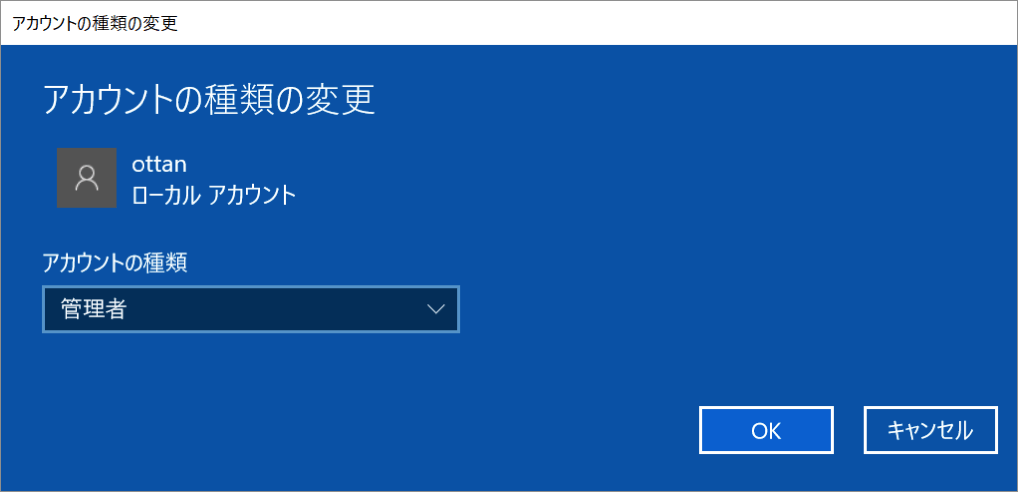 アカウントの種類の変更
アカウントの種類の変更
ottan
ローカル アカウント
アカウントの種類
管理者
OK
キャンセル